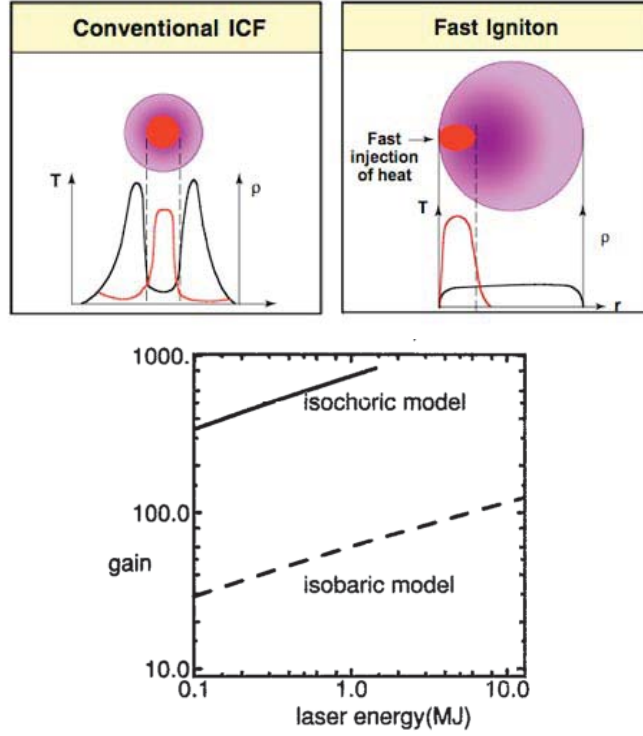 Conventional ICF
Fast Igniton
T
ρ
Fast
injection
of heat
T
ρ
r
1000.
isochoric model
100.0
gain
isobaric model
10.0
0.1
1.0
10.0
laser energy(MJ)